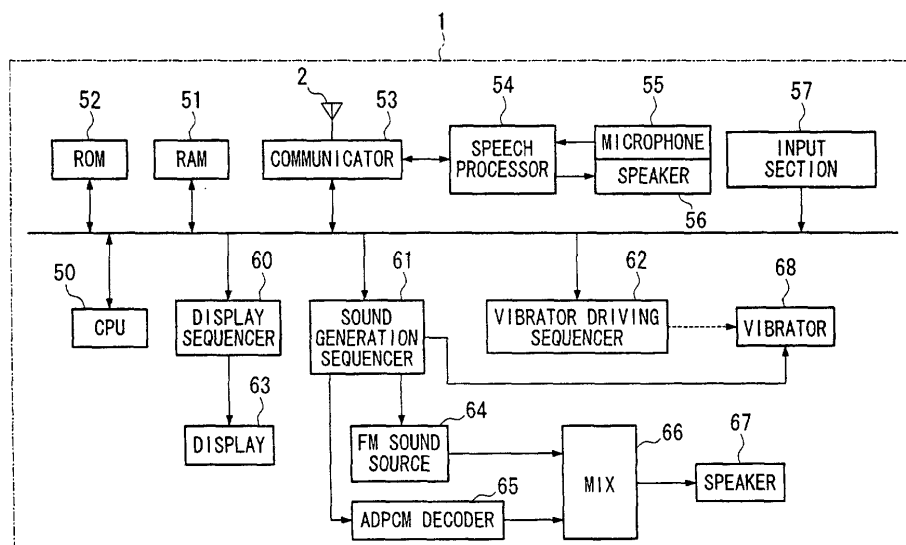 1
52
51
2
53
54
55
57
ROM
RAM
COMMUNICATOR
SPEECH
PROCESSOR
MICROPHONE
SPEAKER
56
INPUT
SECTION
50
CPU
60
DISPLAY
SEQUENCER
61
SOUND
GENERATION
SEQUENCER
62
VIBRATOR DRIVING
SEQUENCER
68
VIBRATOR
63
DISPLAY
64
FM SOUND
SOURCE
65
ADPCM DECODER
66
MIX
67
SPEAKER